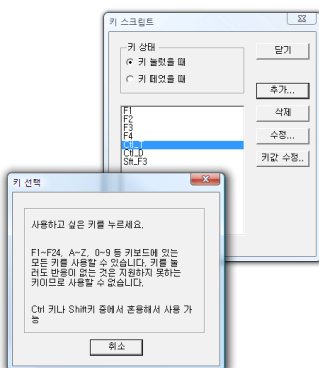 키 스크립트
키 상태
키 눌렸을 때
키 떼었을 때
닫기
추가...
삭제
수정...
키값 수정..
F1
F2
F3
F4
Ctl_T
Ctl_D
Sft_F3
키 선택
사용하고 싶은 키를 누르세요.
F1~F24, A~Z, 0~9 등 키보드에 있는
모든 키를 사용할 수 있습니다. 키를 눌
러도 반응이 없는 것은 지원하지 못하는
키이므로 사용할 수 없습니다.
Ctrl 키나 Shift키 중에서 혼용해서 사용 가
능
취소